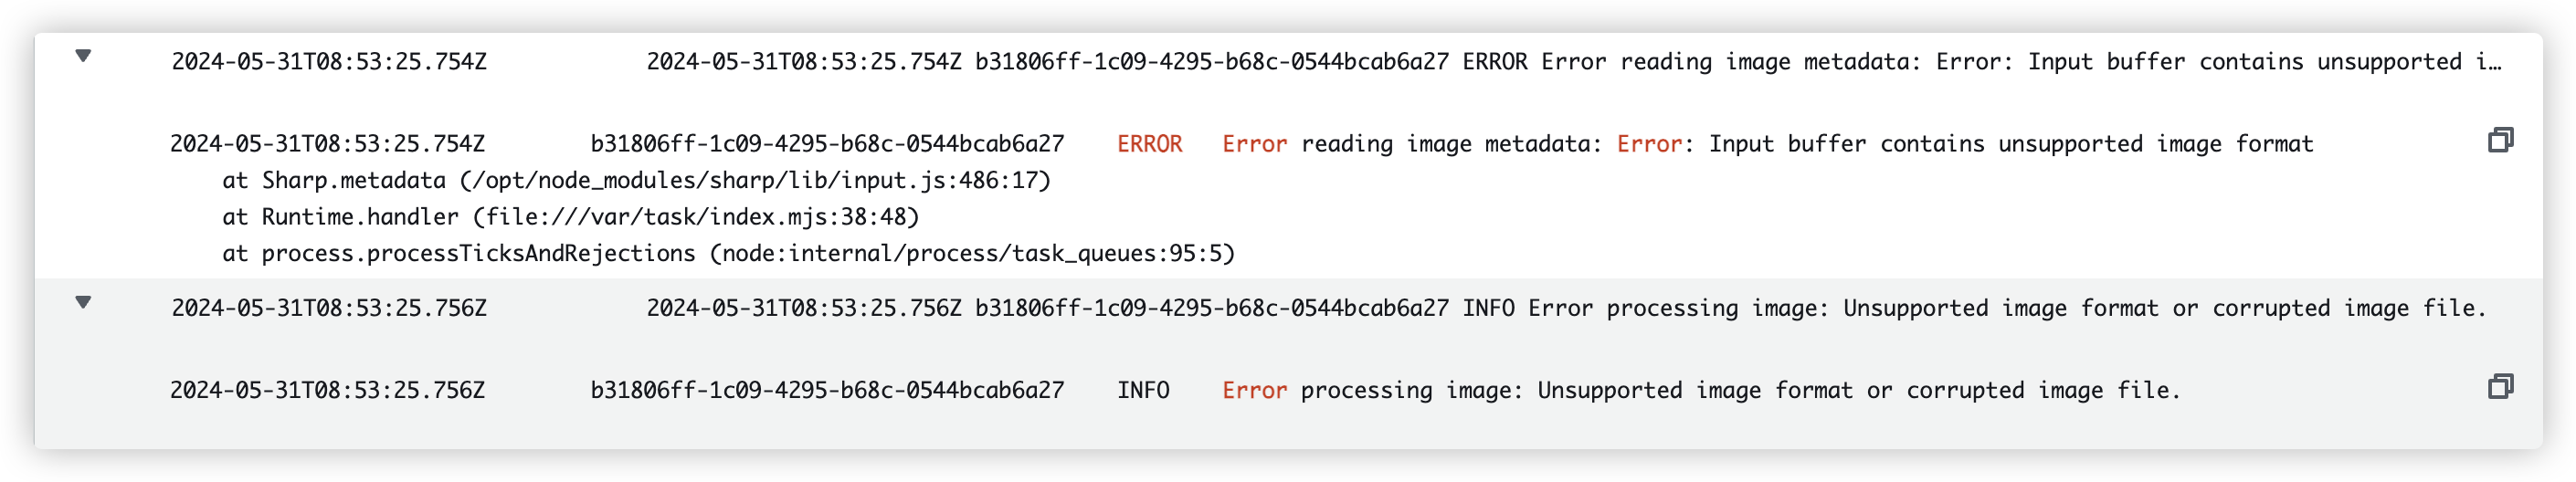 2024-05-31T08:53:25.754Z 2024-05-31T08:53:25.754Z b31806ff-1c09-4295-b68c-0544bcab6a27 ERROR Error reading image metadata: Error: Input buffer contains unsupported i…
2024-05-31T08:53:25.754Z b31806ff-1c09-4295-b68c-0544bcab6a27 ERROR Error reading image metadata: Error: Input buffer contains unsupported image format
at Sharp.metadata (/opt/node_modules/sharp/lib/input.js:486:17)
at Runtime.handler (file:///var/task/index.mjs:38:48)
at process.processTicksAndRejections (node:internal/process/task_queues:95:5)
2024-05-31T08:53:25.756Z 2024-05-31T08:53:25.756Z b31806ff-1c09-4295-b68c-0544bcab6a27 INFO Error processing image: Unsupported image format or corrupted image file.
2024-05-31T08:53:25.756Z b31806ff-1c09-4295-b68c-0544bcab6a27 INFO Error processing image: Unsupported image format or corrupted image file.